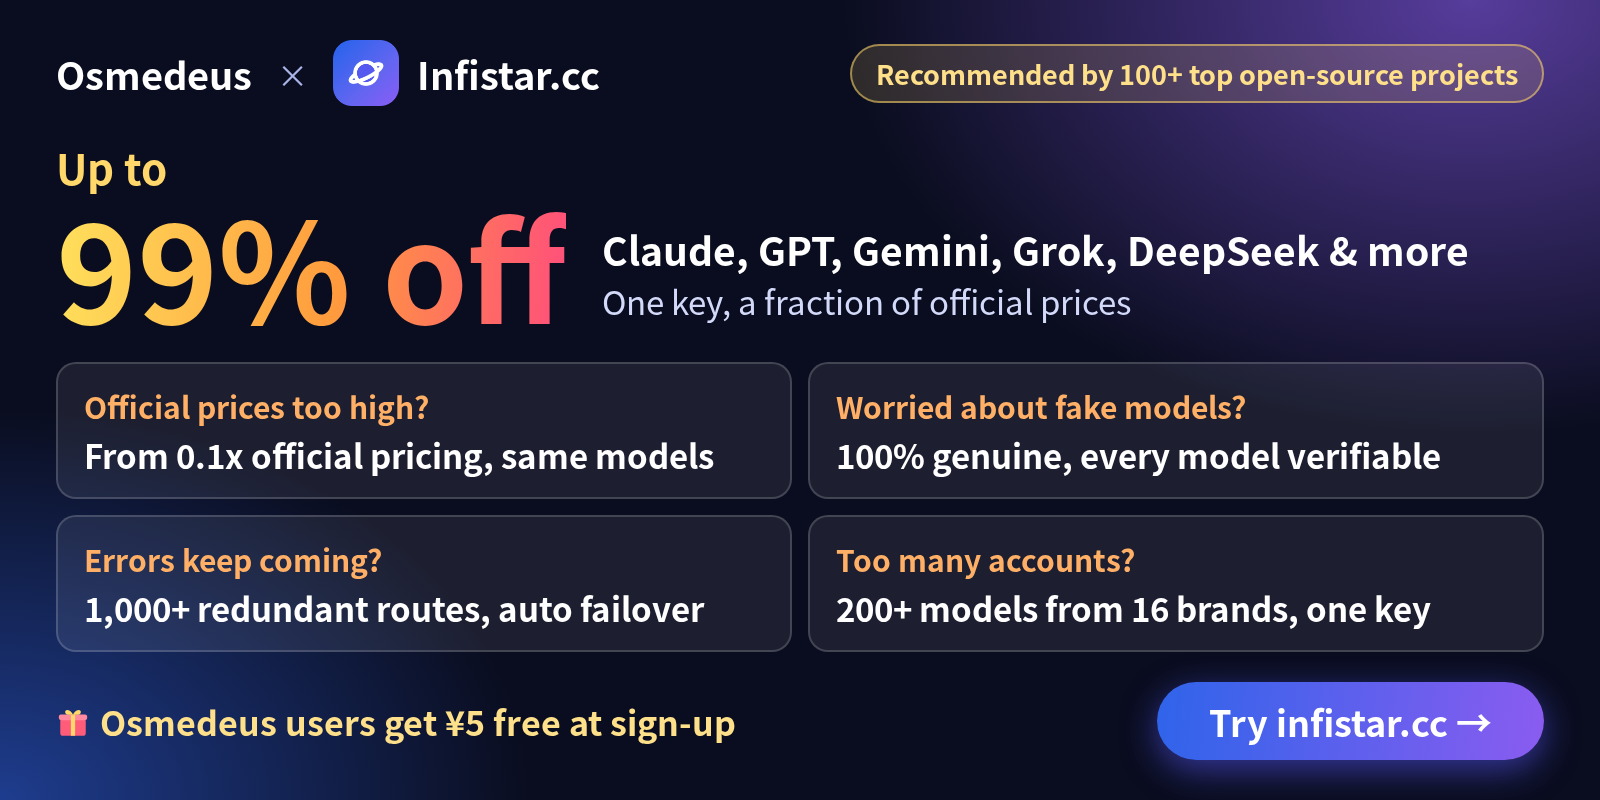 Osmedeus × Infistar.cc
Recommended by 100+ top open-source projects
Up to
99% off
Claude, GPT, Gemini, Grok, DeepSeek & more
One key, a fraction of official prices
Official prices too high?
From 0.1x official pricing, same models
Worried about fake models?
100% genuine, every model verifiable
Errors keep coming?
1,000+ redundant routes, auto failover
Too many accounts?
200+ models from 16 brands, one key
Osmedeus users get ¥5 free at sign-up
Try infistar.cc →